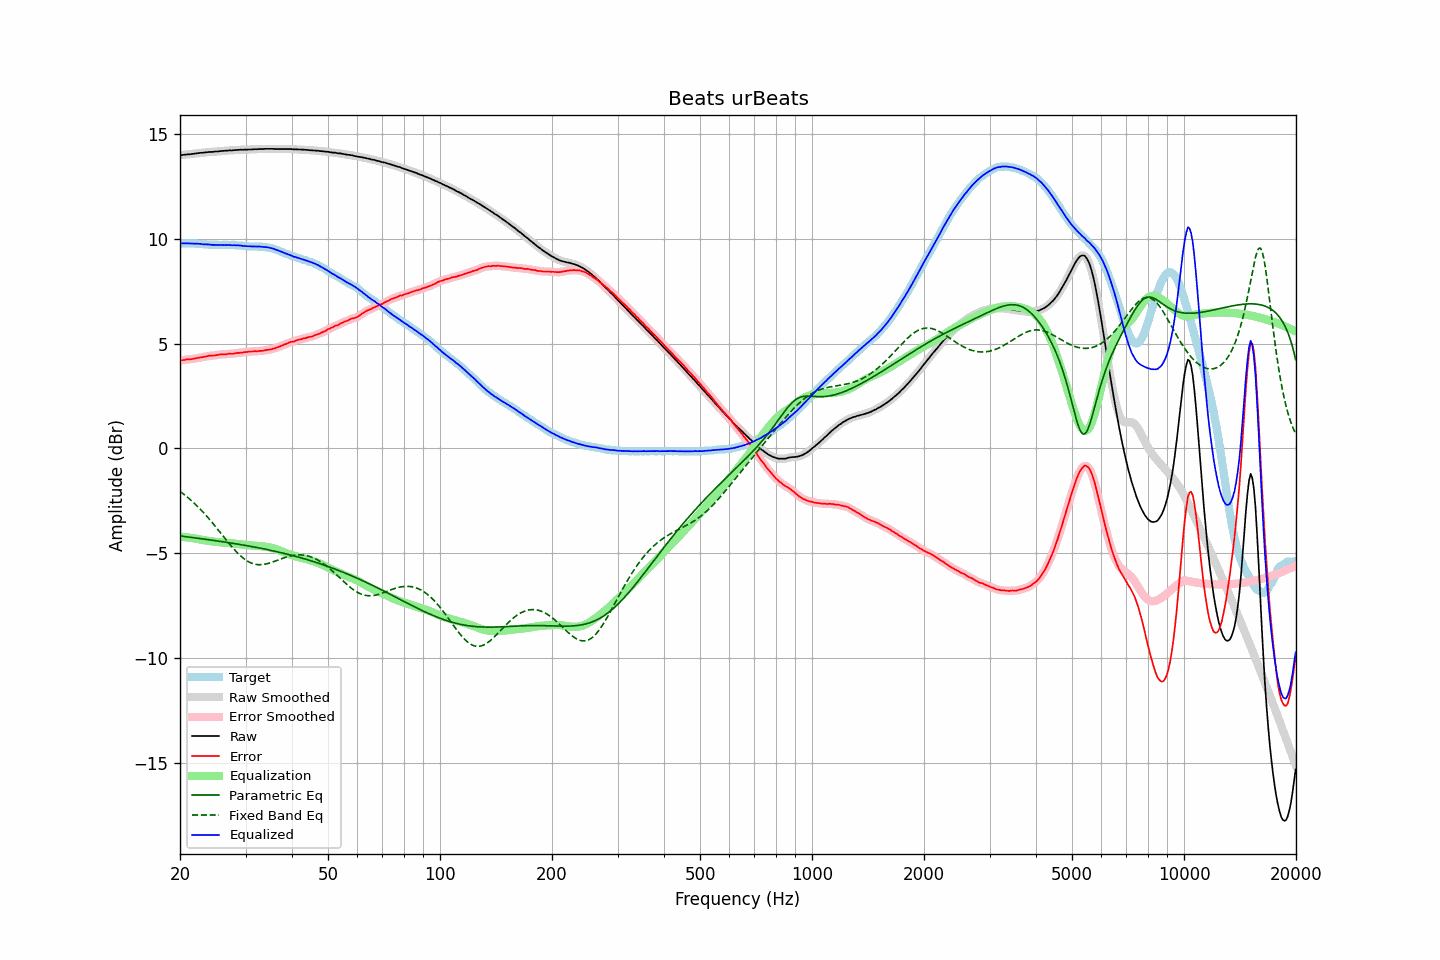 Beats urBeats
Amplitude (dBr)
15
10
5
0
−5
−10
−15
Target
Raw Smoothed
Error Smoothed
Raw
Error
Equalization
Parametric Eq
Fixed Band Eq
Equalized
20 50 100 200 500 1000 2000 5000 10000 20000
Frequency (Hz)